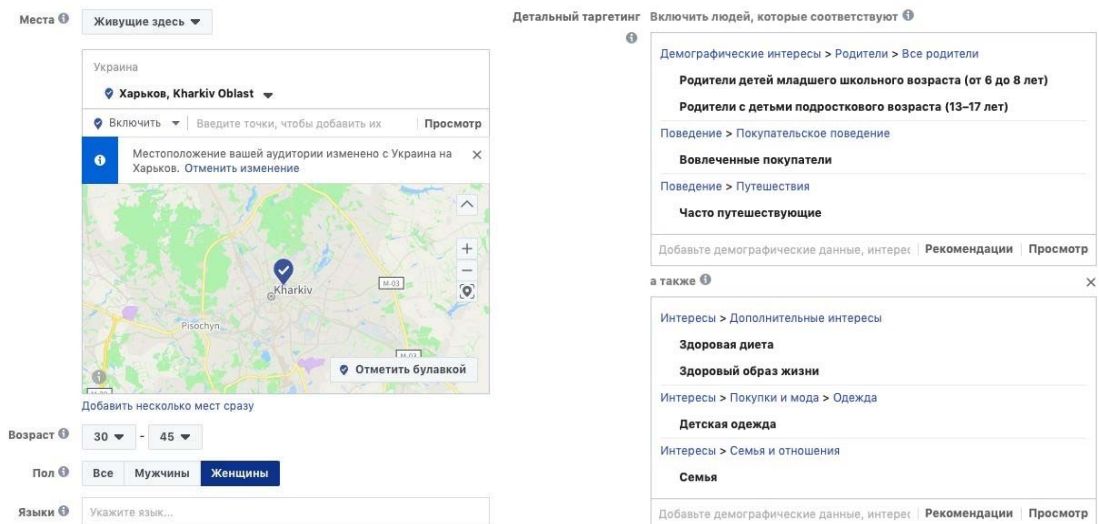 Места
Живущие здесь
Украина
Харьков, Kharkiv Oblast
Включить
Введите точки, чтобы добавить их
Просмотр
Местоположение вашей аудитории изменено с Украина на
Харьков. Отменить изменение
M-03
Kharkiv
Pisochyn
M-03
Отметить булавкой
Добавить несколько мест сразу
Возраст
30 - 45
Пол
Все Мужчины Женщины
Языки
Укажите язык...
Детальный таргетинг
Включить людей, которые соответствуют
Демографические интересы > Родители > Все родители
Родители детей младшего школьного возраста (от 6 до 8 лет)
Родители с детьми подросткового возраста (13–17 лет)
Поведение > Покупательское поведение
Вовлеченные покупатели
Поведение > Путешествия
Часто путешествующие
Добавьте демографические данные, интерес
Рекомендации
Просмотр
а также
Интересы > Дополнительные интересы
Здоровая диета
Здоровый образ жизни
Интересы > Покупки и мода > Одежда
Детская одежда
Интересы > Семья и отношения
Семья
Добавьте демографические данные, интерес
Рекомендации
Просмотр